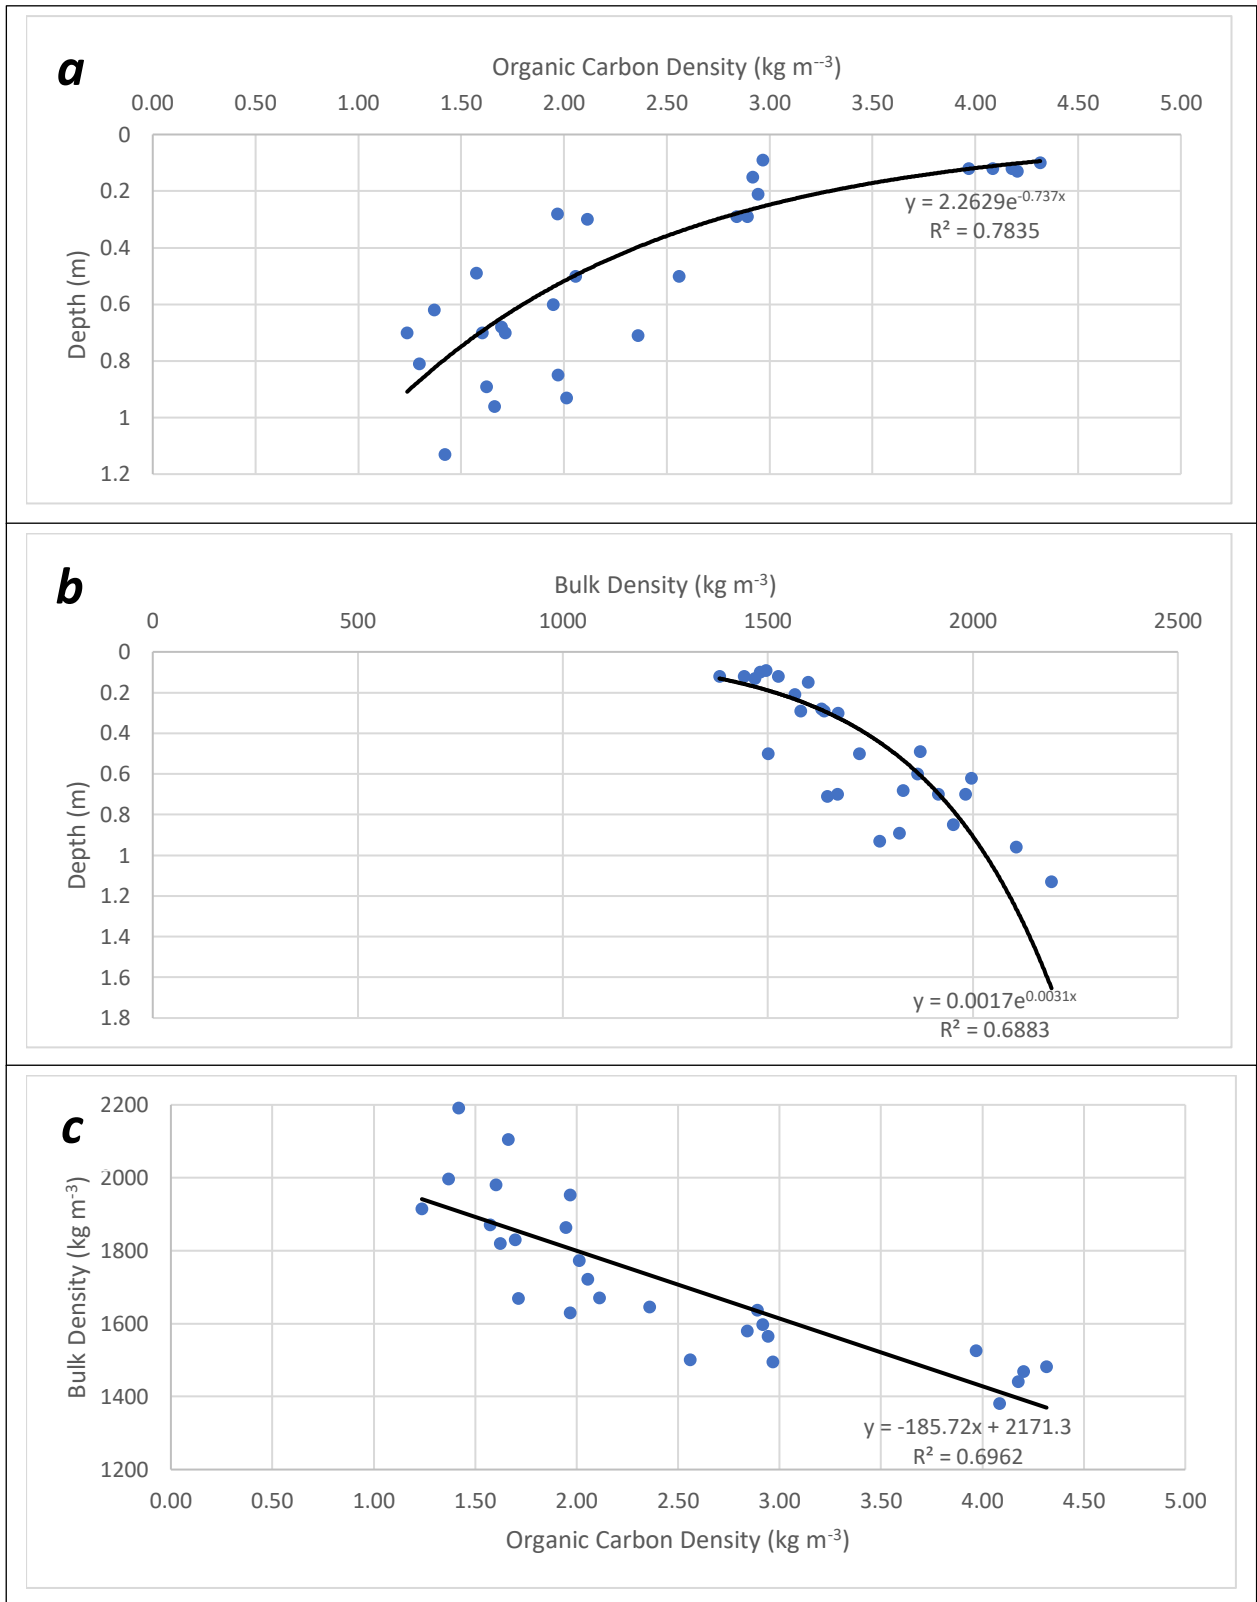 a
Organic Carbon Density (kg m⁻⁻³)
0.00 0.50 1.00 1.50 2.00 2.50 3.00 3.50 4.00 4.50 5.00
0
0.2
0.4
0.6
0.8
1
1.2
Depth (m)
y = 2.2629e⁻⁰·⁷³⁷ˣ
R² = 0.7835
b
Bulk Density (kg m⁻³)
0 500 1000 1500 2000 2500
0
0.2
0.4
0.6
0.8
1
1.2
1.4
1.6
1.8
Depth (m)
y = 0.0017e⁰·⁰⁰³¹ˣ
R² = 0.6883
c
2200
2000
1800
1600
1400
1200
Bulk Density (kg m⁻³)
y = -185.72x + 2171.3
R² = 0.6962
0.00 0.50 1.00 1.50 2.00 2.50 3.00 3.50 4.00 4.50 5.00
Organic Carbon Density (kg m⁻³)